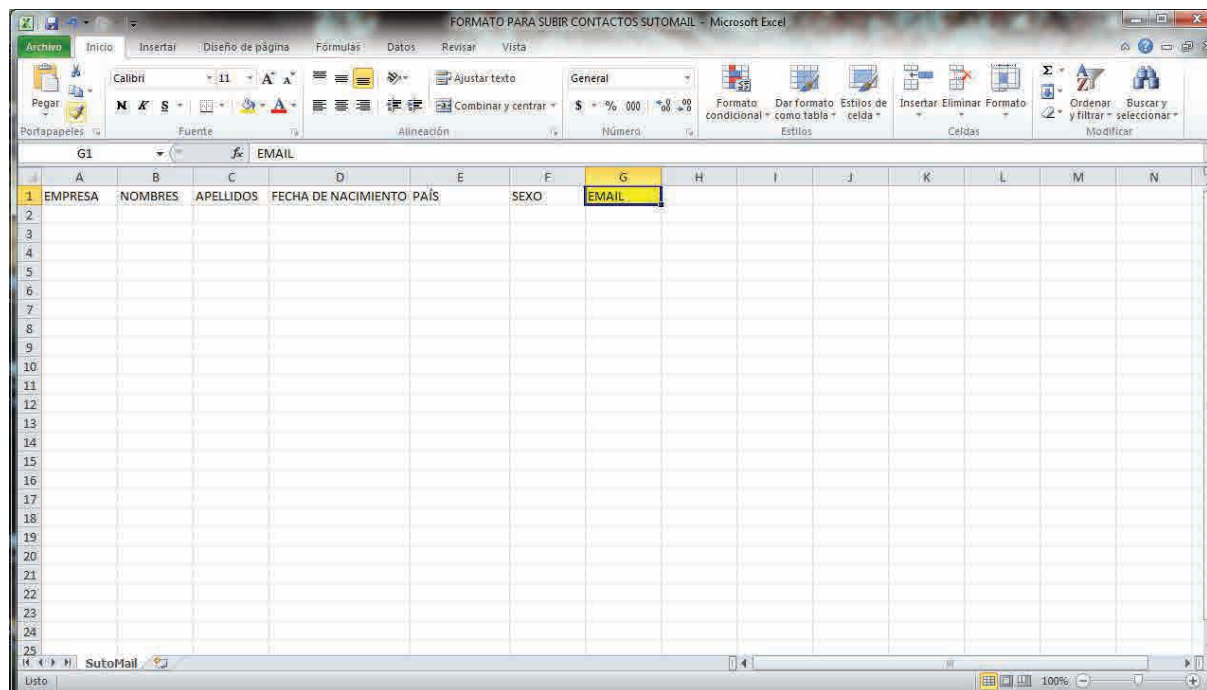 FORMATO PARA SUBIR CONTACTOS SUTOMAIL - Microsoft Excel
Archivo Inicio Insertar Diseño de página Fórmulas Datos Revisar Vista
Calibri 11 Ajustar texto General
Pegar N K S Combinar y centrar $ % 000 Formato condicional Dar formato como tabla Estilos de celda Insertar Eliminar Formato Σ Ordenar y filtrar Buscar y seleccionar
Portapapeles Fuente Alineación Número Estilos Celdas Modificar
G1 fx EMAIL
A B C D E F G H I J K L M N
1 EMPRESA NOMBRES APELLIDOS FECHA DE NACIMIENTO PAÍS SEXO EMAIL
2
3
4
5
6
7
8
9
10
11
12
13
14
15
16
17
18
19
20
21
22
23
24
25
SutoMail
Listo 100%